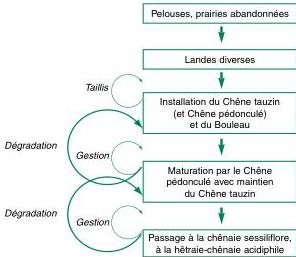 Pelouses, prairies abandonnées
Landes diverses
Taillis
Installation du Chêne tauzin
(et Chêne pédonculé)
et du Bouleau
Dégradation
Gestion
Maturation par le Chêne
pédonculé avec maintien
du Chêne tauzin
Dégradation
Gestion
Passage à la chênaie sessiliflore,
à la hêtraie-chênaie acidiphile